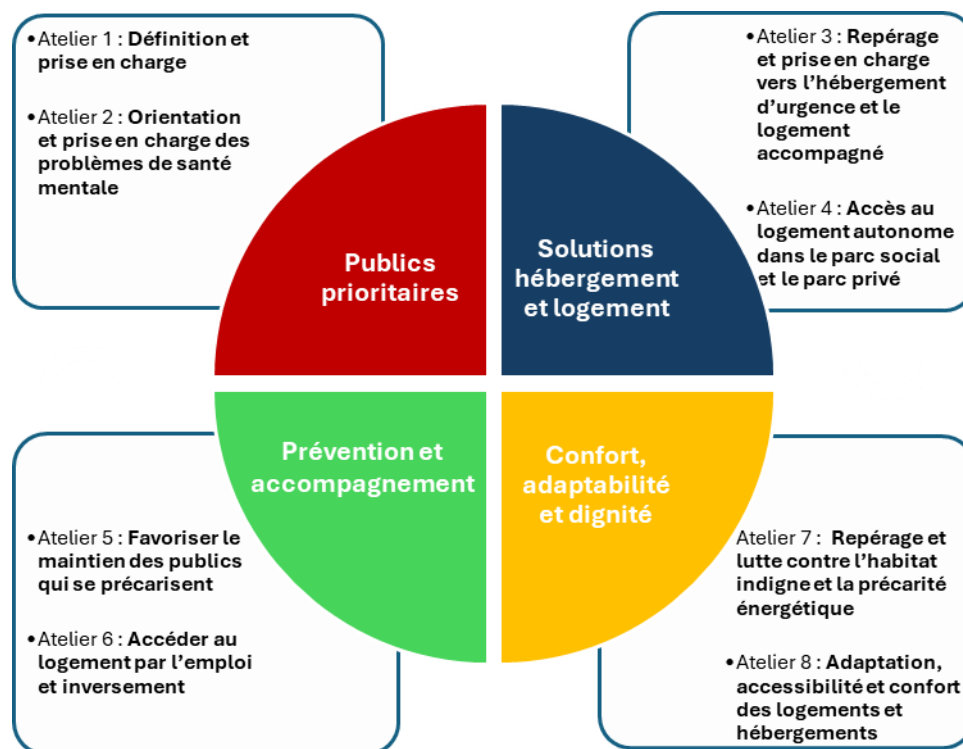 •Atelier 1 : Définition et
prise en charge
•Atelier 2 : Orientation
et prise en charge des
problèmes de santé
mentale
•Atelier 3 : Repérage
et prise en charge
vers l’hébergement
d’urgence et le
logement
accompagné
•Atelier 4 : Accès au
logement autonome
dans le parc social
et le parc privé
Publics
prioritaires
Solutions
hébergement
et logement
Prévention et
accompagnement
Confort,
adaptabilité
et dignité
•Atelier 5 : Favoriser le
maintien des publics
qui se précarisent
•Atelier 6 : Accéder au
logement par l’emploi
et inversement
Atelier 7 : Repérage et
lutte contre l’habitat
indigne et la précarité
énergétique
•Atelier 8 : Adaptation,
accessibilité et confort
des logements et
hébergements